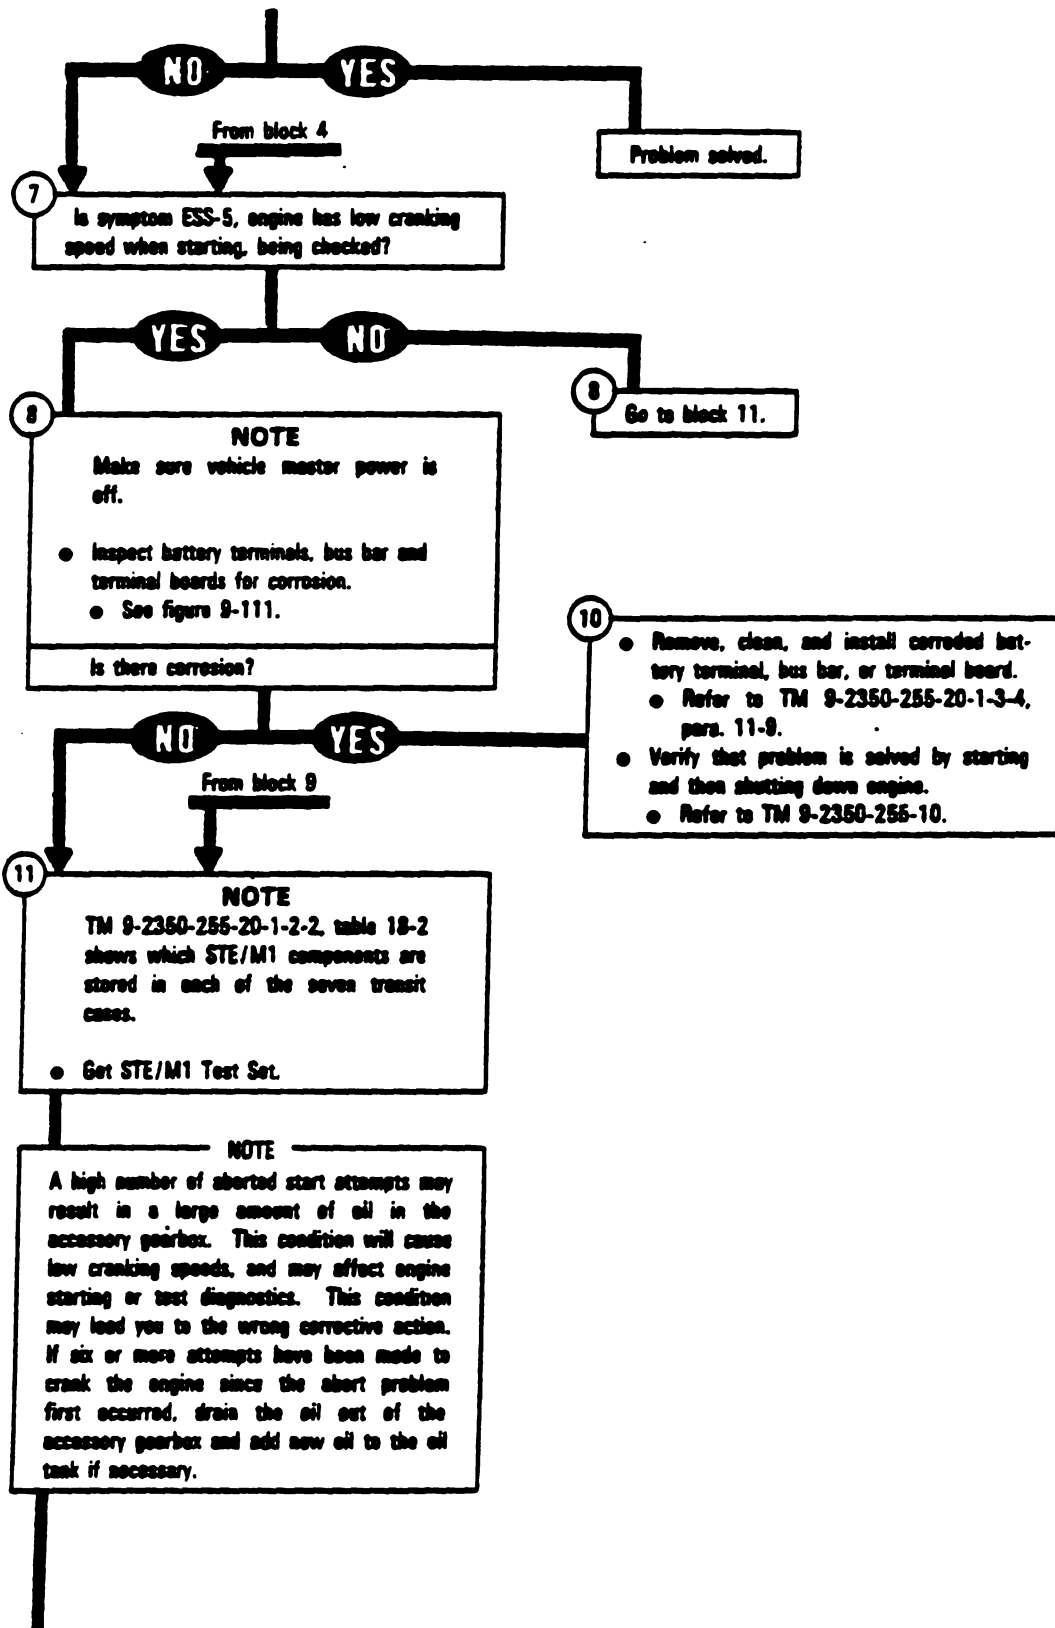 NO YES
From block 4
Problem solved.
7
Is symptom ESS-5, engine has low cranking
speed when starting, being checked?
YES NO
8
NOTE
Make sure vehicle master power is
off.
● Inspect battery terminals, bus bar and
terminal boards for corrosion.
● See figure 9-111.
Is there corrosion?
9
Go to block 11.
NO YES
From block 9
10
● Remove, clean, and install corroded bat-
tery terminal, bus bar, or terminal board.
● Refer to TM 9-2350-255-20-1-3-4,
para. 11-9.
● Verify that problem is solved by starting
and then shutting down engine.
● Refer to TM 9-2350-255-10.
11
NOTE
TM 9-2350-255-20-1-2-2, table 18-2
shows which STE/M1 components are
stored in each of the seven transit
cases.
● Get STE/M1 Test Set.
NOTE
A high number of aborted start attempts may
result in a large amount of oil in the
accessory gearbox. This condition will cause
low cranking speeds, and may affect engine
starting or test diagnostics. This condition
may lead you to the wrong corrective action.
If six or more attempts have been made to
crank the engine since the abort problem
first occurred, drain the oil out of the
accessory gearbox and add new oil to the oil
tank if necessary.